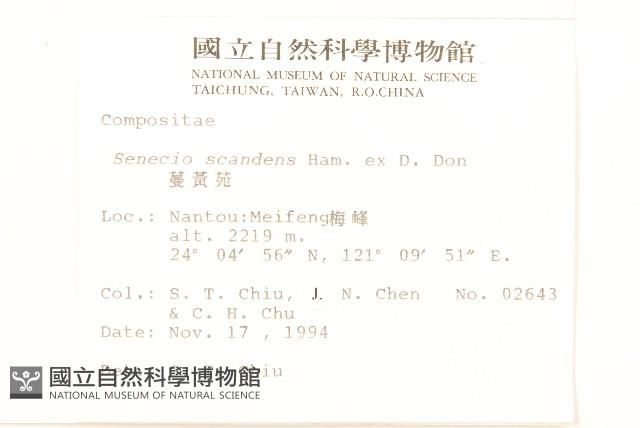 國立自然科學博物館
NATIONAL MUSEUM OF NATURAL SCIENCE
TAICHUNG, TAIWAN, R.O.CHINA
Compositae
Senecio scandens Ham. ex D. Don
蔓黃苑
Loc.: Nantou:Meifeng梅峰
alt. 2219 m.
24° 04′ 56″ N, 121° 09′ 51″ E.
Col.: S. T. Chiu, J. N. Chen No. 02643
& C. H. Chu
Date: Nov. 17 , 1994
國立自然科學博物館
NATIONAL MUSEUM OF NATURAL SCIENCE